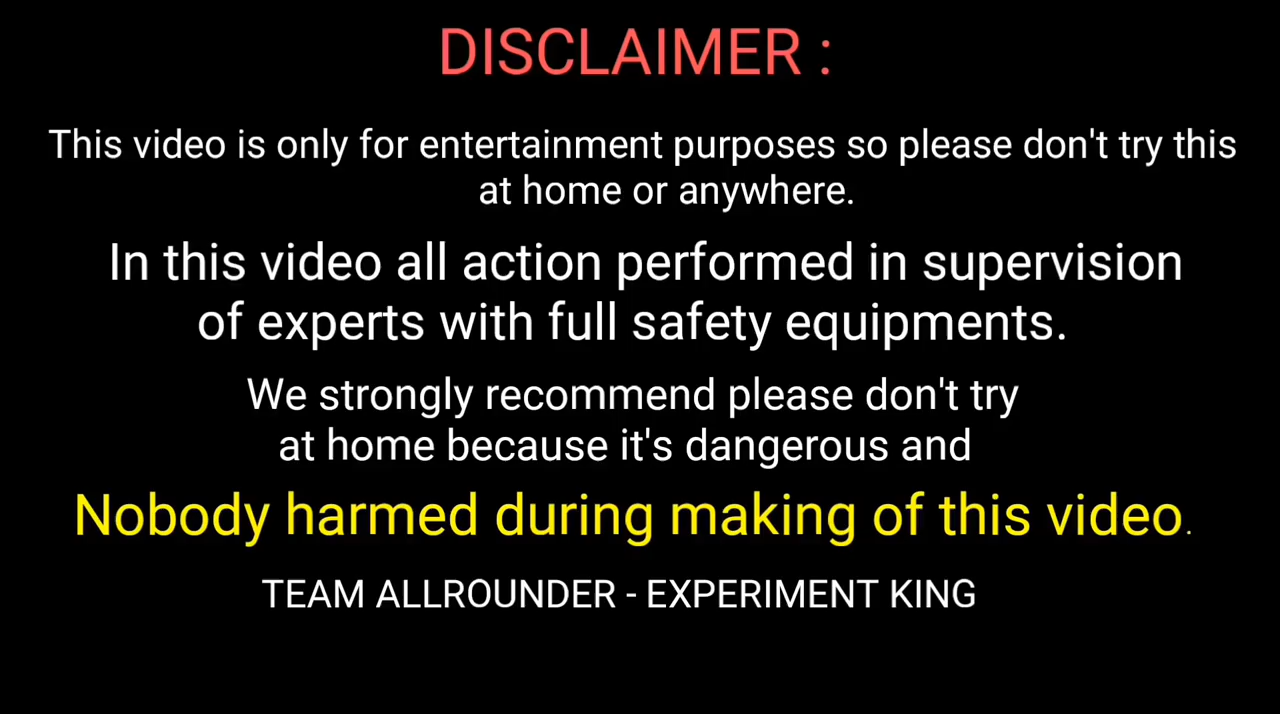 DISCLAIMER :
This video is only for entertainment purposes so please don't try this
at home or anywhere.
In this video all action performed in supervision
of experts with full safety equipments.
We strongly recommend please don't try
at home because it's dangerous and
Nobody harmed during making of this video.
TEAM ALLROUNDER - EXPERIMENT KING